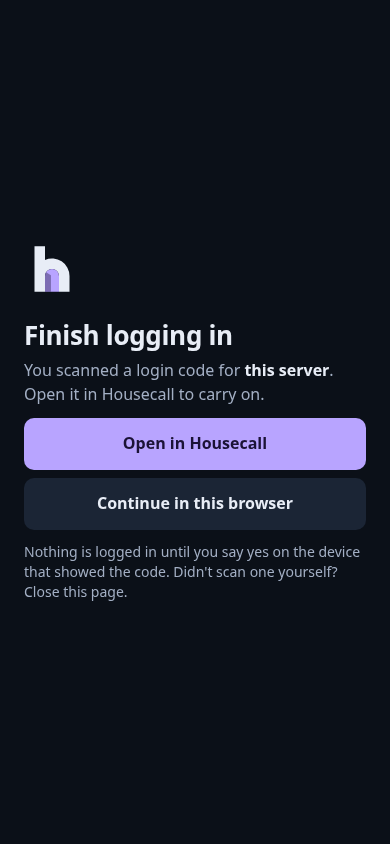 Finish logging in
You scanned a login code for this server.
Open it in Housecall to carry on.
Open in Housecall
Continue in this browser
Nothing is logged in until you say yes on the device
that showed the code. Didn't scan one yourself?
Close this page.